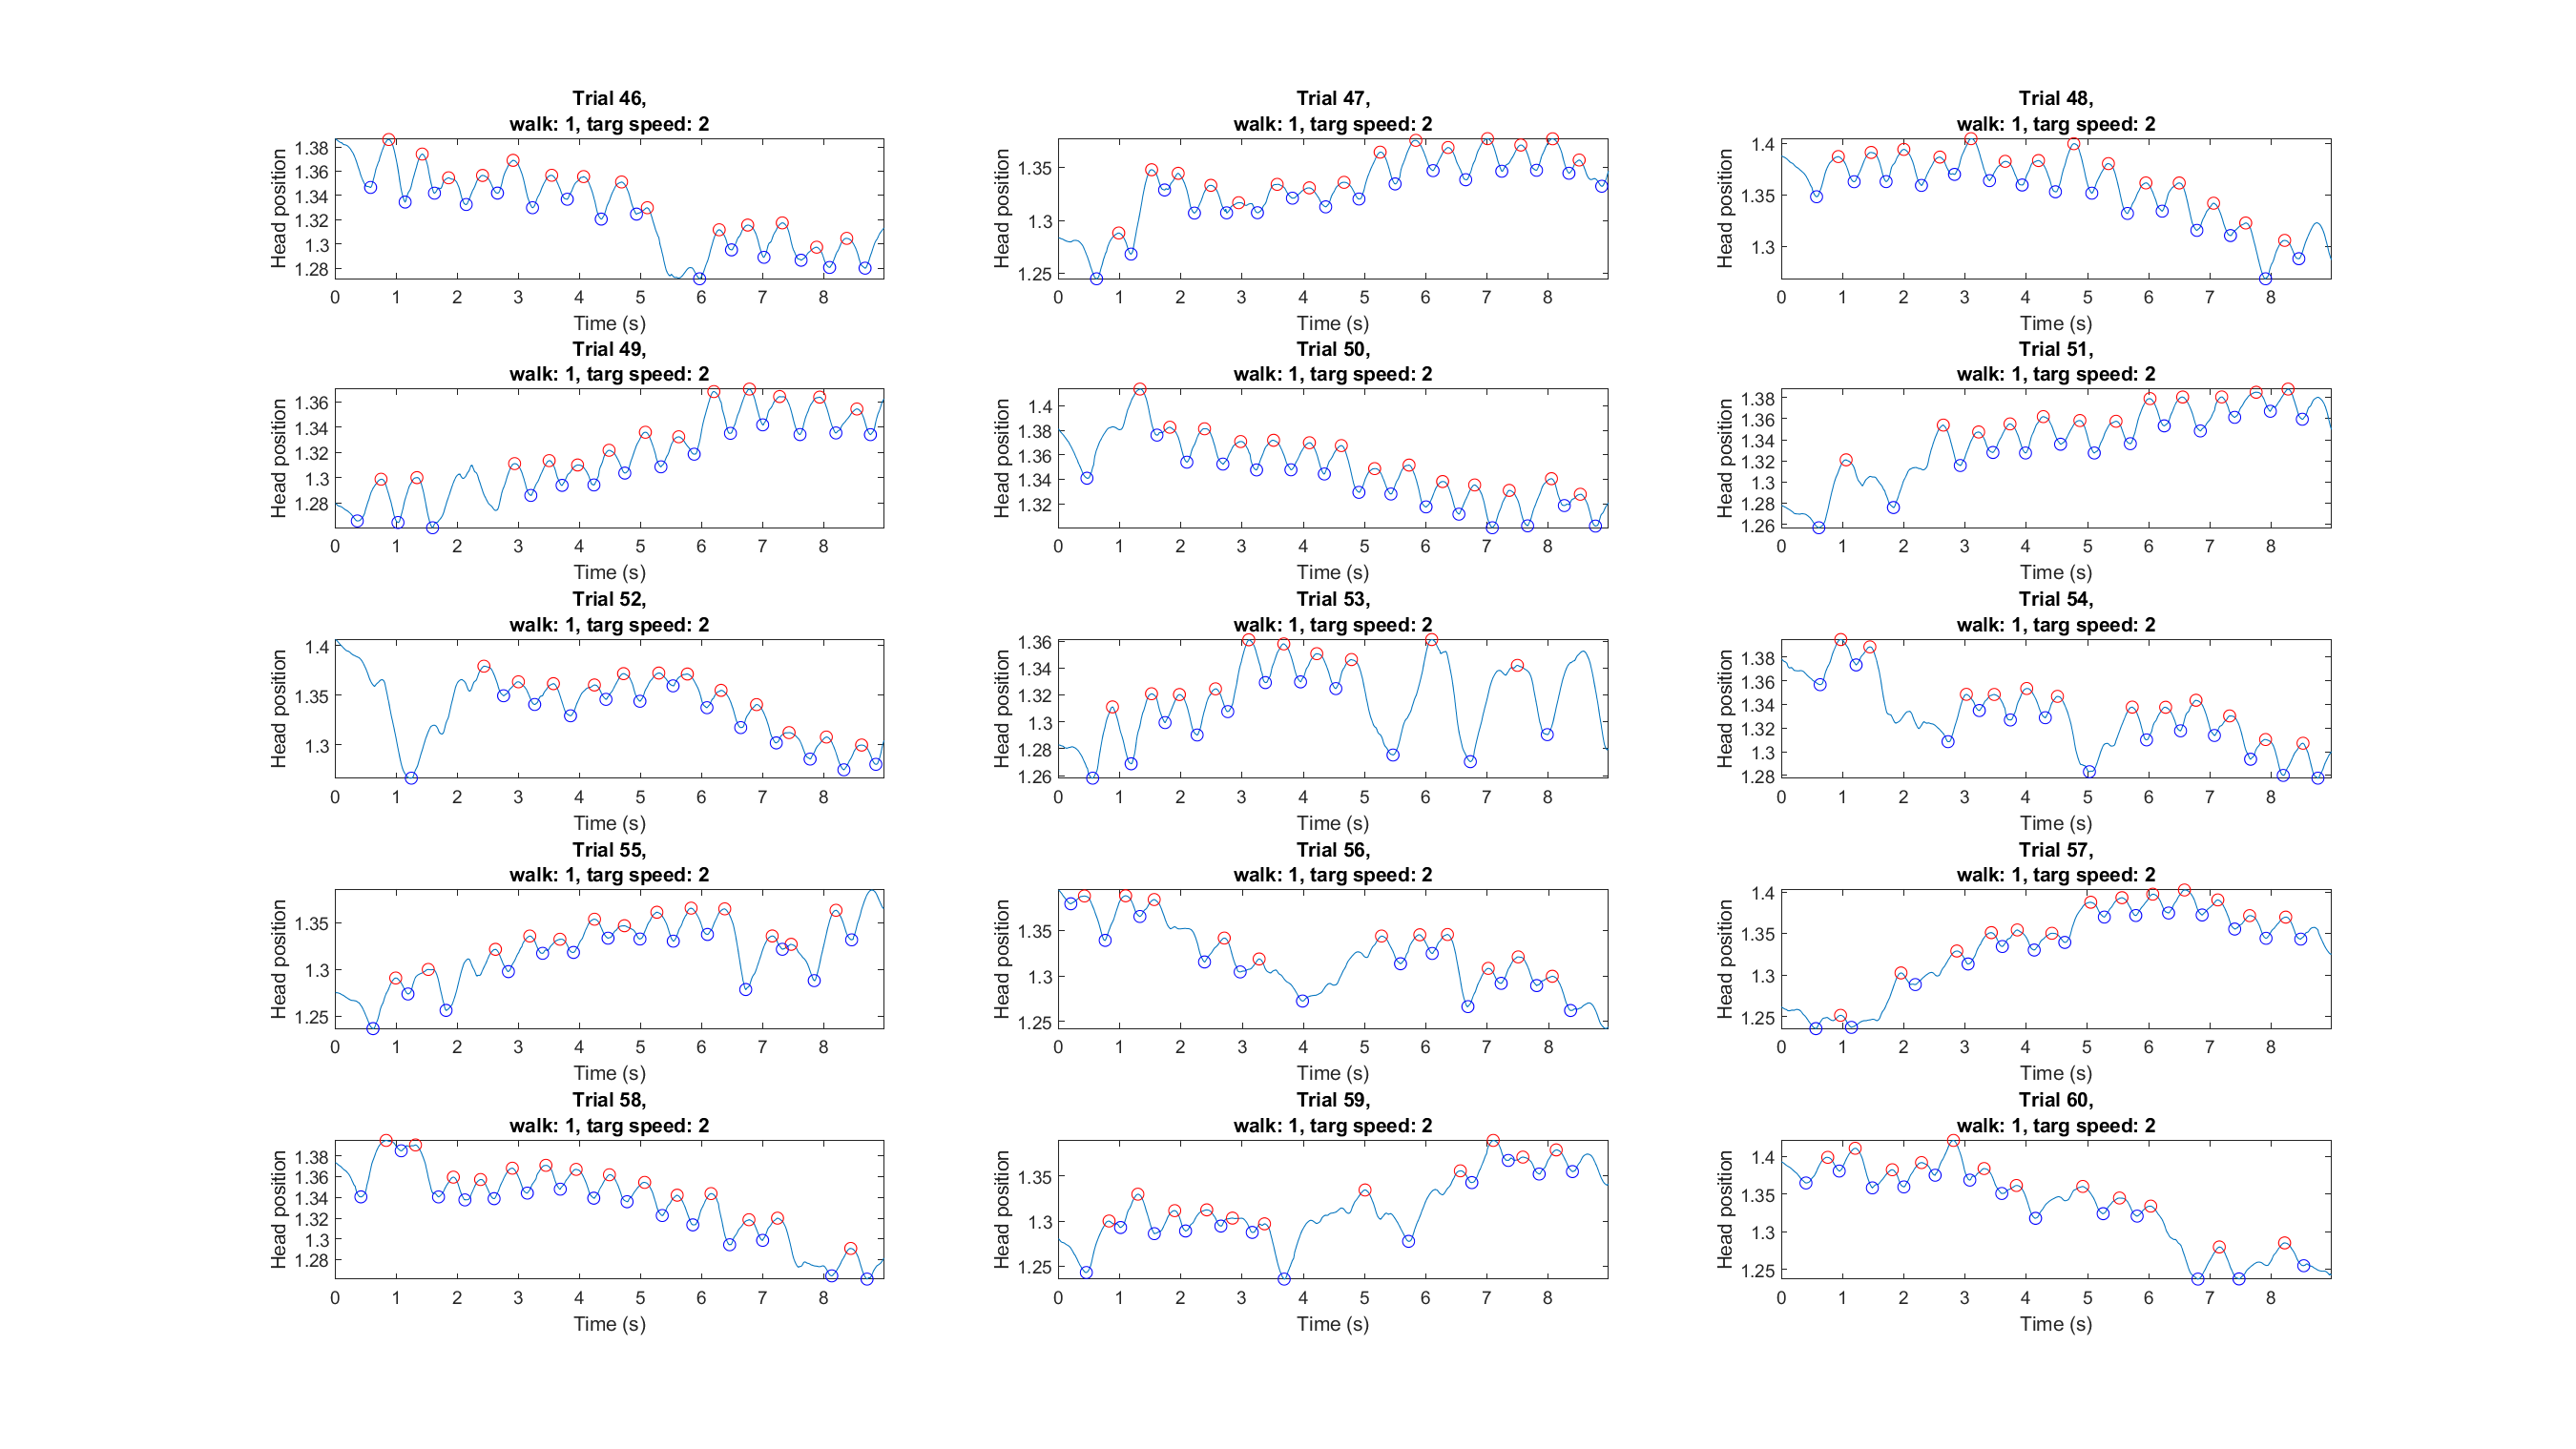 Trial 46,
walk: 1, targ speed: 2
Head position
1.38
1.36
1.34
1.32
1.3
1.28
0 1 2 3 4 5 6 7 8
Time (s)
Trial 47,
walk: 1, targ speed: 2
Head position
1.35
1.3
1.25
0 1 2 3 4 5 6 7 8
Time (s)
Trial 48,
walk: 1, targ speed: 2
Head position
1.4
1.35
1.3
0 1 2 3 4 5 6 7 8
Time (s)
Trial 49,
walk: 1, targ speed: 2
Head position
1.36
1.34
1.32
1.3
1.28
0 1 2 3 4 5 6 7 8
Time (s)
Trial 50,
walk: 1, targ speed: 2
Head position
1.4
1.38
1.36
1.34
1.32
0 1 2 3 4 5 6 7 8
Time (s)
Trial 51,
walk: 1, targ speed: 2
Head position
1.38
1.36
1.34
1.32
1.3
1.28
1.26
0 1 2 3 4 5 6 7 8
Time (s)
Trial 52,
walk: 1, targ speed: 2
Head position
1.4
1.35
1.3
0 1 2 3 4 5 6 7 8
Time (s)
Trial 53,
walk: 1, targ speed: 2
Head position
1.36
1.34
1.32
1.3
1.28
1.26
0 1 2 3 4 5 6 7 8
Time (s)
Trial 54,
walk: 1, targ speed: 2
Head position
1.38
1.36
1.34
1.32
1.3
1.28
0 1 2 3 4 5 6 7 8
Time (s)
Trial 55,
walk: 1, targ speed: 2
Head position
1.35
1.3
1.25
0 1 2 3 4 5 6 7 8
Time (s)
Trial 56,
walk: 1, targ speed: 2
Head position
1.35
1.3
1.25
0 1 2 3 4 5 6 7 8
Time (s)
Trial 57,
walk: 1, targ speed: 2
Head position
1.4
1.35
1.3
1.25
0 1 2 3 4 5 6 7 8
Time (s)
Trial 58,
walk: 1, targ speed: 2
Head position
1.38
1.36
1.34
1.32
1.3
1.28
0 1 2 3 4 5 6 7 8
Time (s)
Trial 59,
walk: 1, targ speed: 2
Head position
1.35
1.3
1.25
0 1 2 3 4 5 6 7 8
Time (s)
Trial 60,
walk: 1, targ speed: 2
Head position
1.4
1.35
1.3
1.25
0 1 2 3 4 5 6 7 8
Time (s)